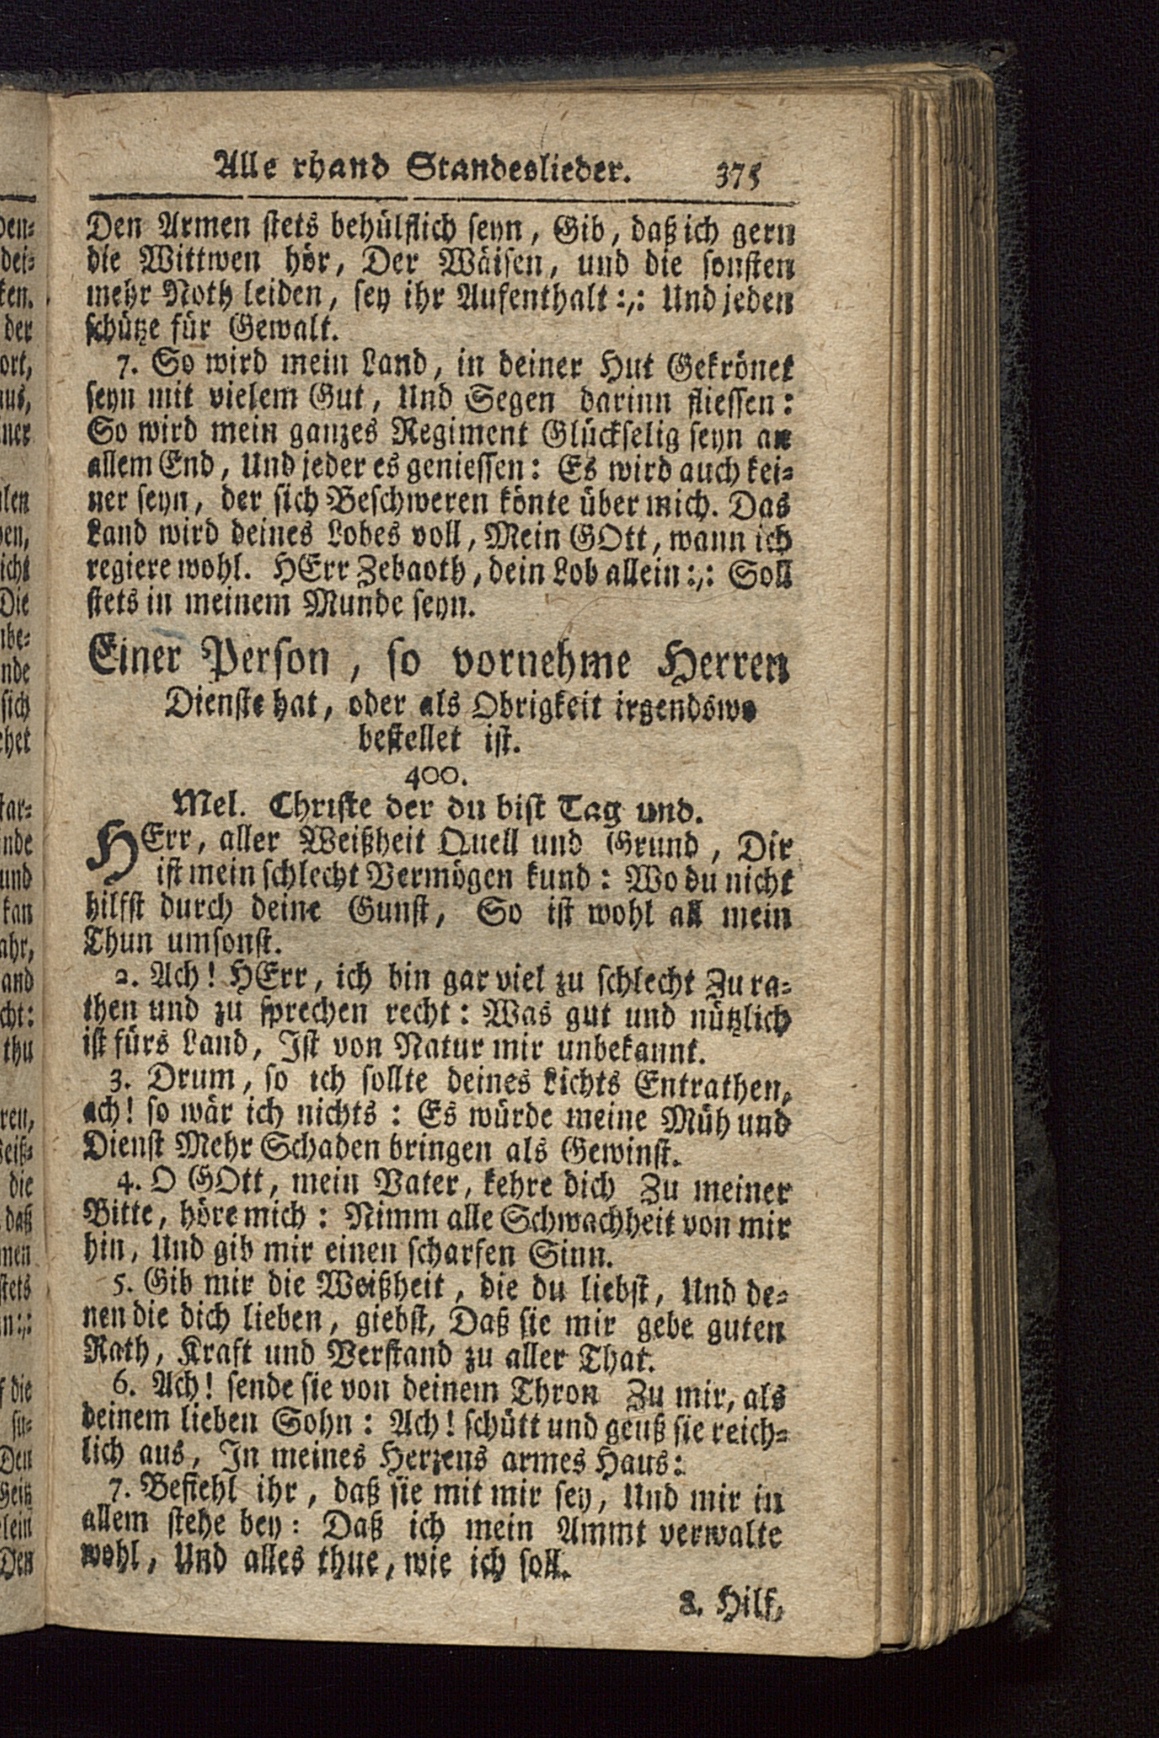 Alle rhand Standeslieder. 375
Den Armen stets behülflich seyn, Gib, daß ich gern
die Wittwen hör, Der Wäisen, und die sonsten
mehr Noth leiden, sey ihr Aufenthalt :,: Und jeden
schütze für Gewalt.
7. So wird mein Land, in deiner Hut Gekrönet
seyn mit vielem Gut, Und Segen darinn fliessen:
So wird mein ganzes Regiment Glückselig seyn an
allem End, Und jeder es geniessen: Es wird auch kei-
ner seyn, der sich Beschweren könte über mich. Das
Land wird deines Lobes voll, Mein GOtt, wann ich
regiere wohl. HErr Zebaoth, dein Lob allein :,: Soll
stets in meinem Munde seyn.
Einer Person, so vornehme Herren
Dienste hat, oder als Obrigkeit irgendswo
bestellet ist.
400.
Mel. Christe der du bist Tag und.
HErr, aller Weißheit Quell und Grund, Dir
ist mein schlecht Vermögen kund: Wo du nicht
hilfst durch deine Gunst, So ist wohl all mein
Thun umsonst.
2. Ach! HErr, ich bin gar viel zu schlecht Zu ra-
then und zu sprechen recht: Was gut und nützlich
ist fürs Land, Ist von Natur mir unbekannt.
3. Drum, so ich sollte deines Lichts Entrathen,
ach! so wär ich nichts: Es würde meine Müh und
Dienst Mehr Schaden bringen als Gewinst.
4. O GOtt, mein Vater, kehre dich Zu meiner
Bitte, höre mich: Nimm alle Schwachheit von mir
hin, Und gib mir einen scharfen Sinn.
5. Gib mir die Weißheit, die du liebst, Und de-
nen die dich lieben, giebst, Daß sie mir gebe guten
Rath, Kraft und Verstand zu aller That.
6. Ach! sende sie von deinem Thron Zu mir, als
deinem lieben Sohn: Ach! schütt und geuß sie reich-
lich aus, In meines Herzens armes Haus:
7. Befiehl ihr, daß sie mit mir sey, Und mir in
allem stehe bey: Daß ich mein Ammt verwalte
wohl, Und alles thue, wie ich soll.
8. Hilf,